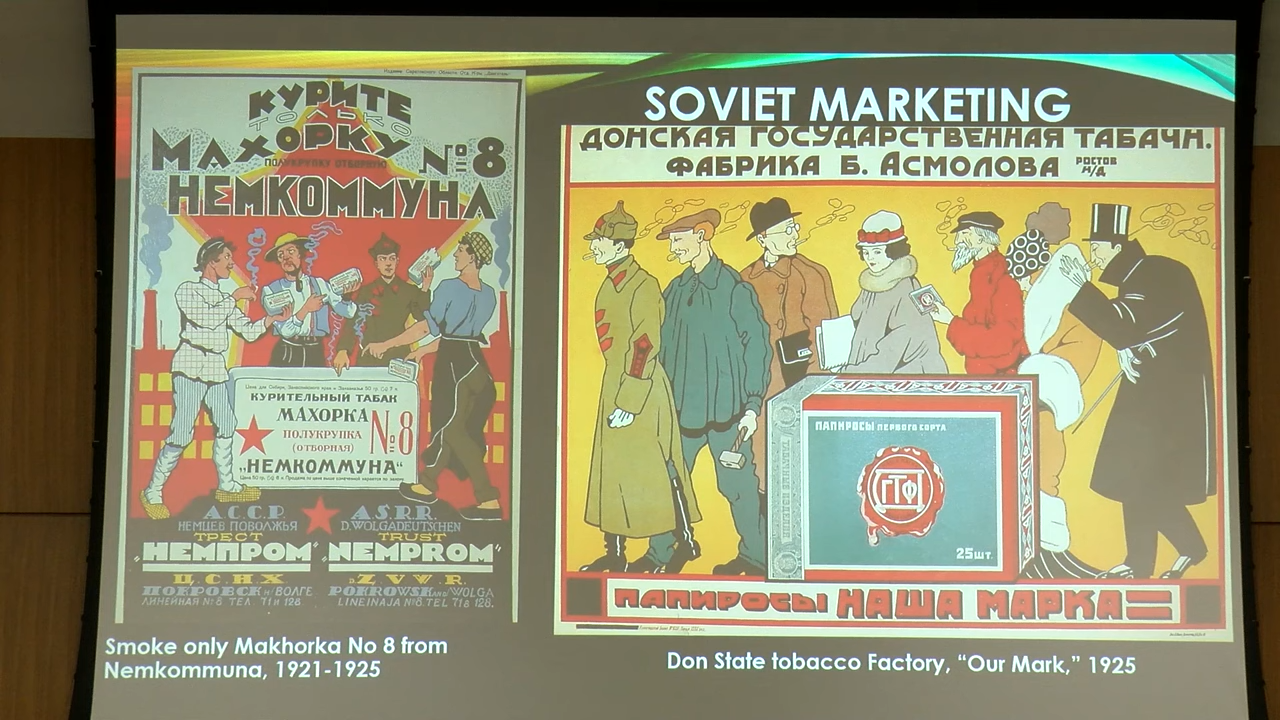 SOVIET MARKETING
КУРИТЕ
ТОЛЬКО
МАХОРКУ №8
ПОЛУКРУПКУ ОТБОРНУЮ
НЕМКОММУНА
КУРИТЕЛЬНЫЙ ТАБАК
МАХОРКА
ПОЛУКРУПКА
(ОТБОРНАЯ)
№8
„НЕМКОММУНА“
А.С.С.Р.
НЕМЦЕВ ПОВОЛЖЬЯ
ТРЕСТ
„НЕМПРОМ“
Ц.С.Н.Х.
ПОКРОВСК Н/ВОЛГЕ
ЛИНЕЙНАЯ №8 ТЕЛ. 71 И 128
A.S.R.R.
D.WOLGADEUTSCHEN
TRUST
„NEMPROM“
D.Z.V.W.R.
POKROWSK AND WOLGA
LINEINAJA №8. TEL 71 & 128.
Smoke only Makhorka No 8 from
Nemkommuna, 1921-1925
ДОНСКАЯ ГОСУДАРСТВЕННАЯ ТАБАЧН.
ФАБРИКА Б. АСМОЛОВА РОСТОВ Н/Д
ПАПИРОСЫ ПЕРВОГО СОРТА
ГТФ
25шт.
ПАПИРОСЫ НАША МАРКА
Don State tobacco Factory, “Our Mark,” 1925